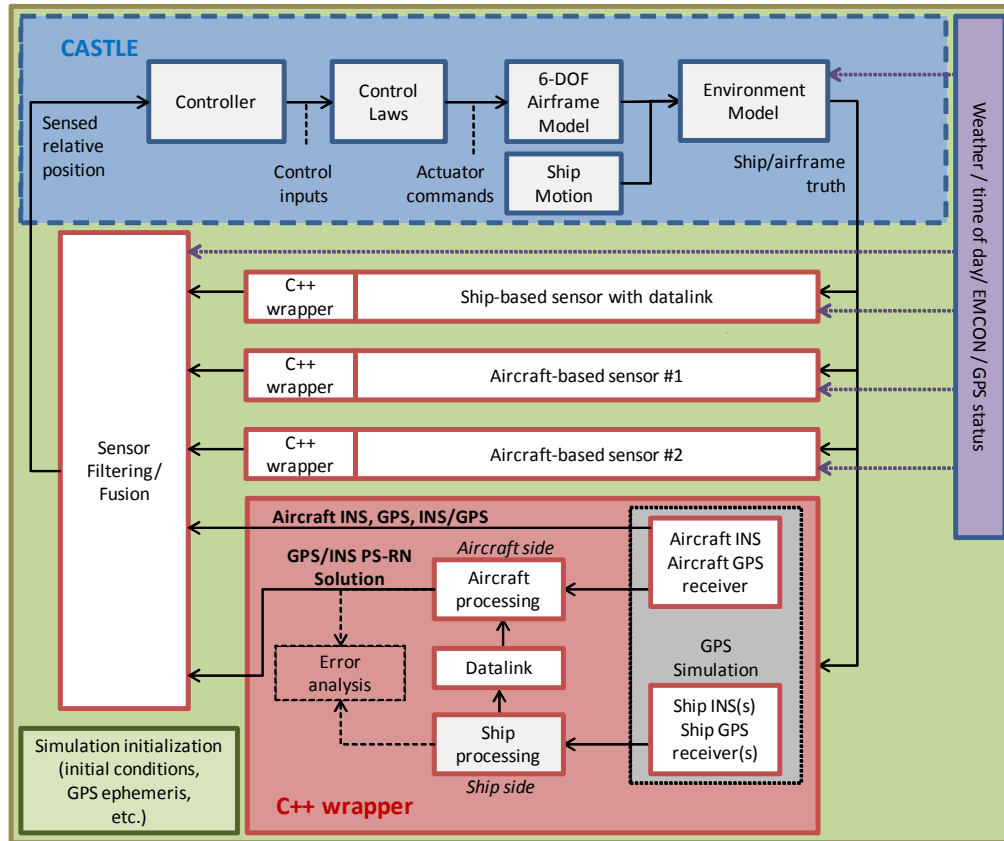 CASTLE
Controller
Control
Laws
6-DOF
Airframe
Model
Environment
Model
Ship
Motion
Sensed
relative
position
Control
inputs
Actuator
commands
Ship/airframe
truth
Weather / time of day/ EMCON / GPS status
C++
wrapper
Ship-based sensor with datalink
C++
wrapper
Aircraft-based sensor #1
C++
wrapper
Aircraft-based sensor #2
Sensor
Filtering/
Fusion
Aircraft INS, GPS, INS/GPS
GPS/INS PS-RN
Solution
Aircraft side
Aircraft
processing
Aircraft INS
Aircraft GPS
receiver
Error
analysis
Datalink
GPS
Simulation
Ship
processing
Ship side
Ship INS(s)
Ship GPS
receiver(s)
C++ wrapper
Simulation initialization
(initial conditions,
GPS ephemeris,
etc.)